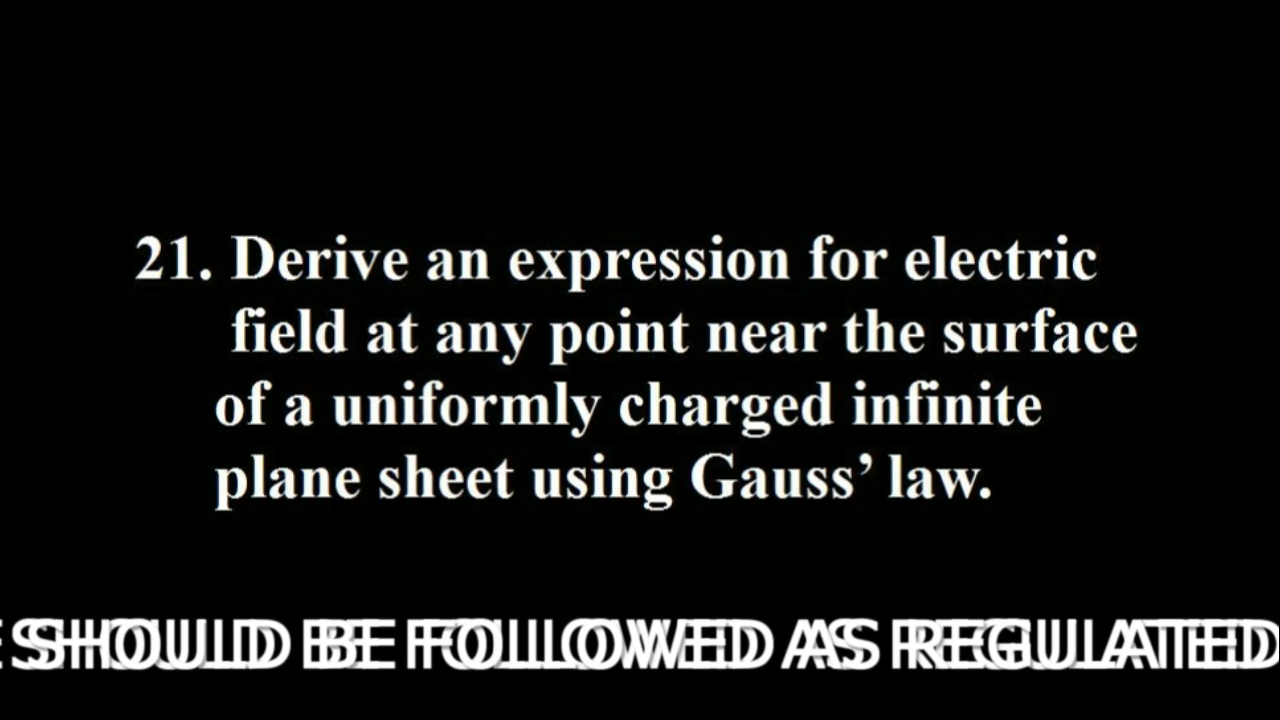 21. Derive an expression for electric
field at any point near the surface
of a uniformly charged infinite
plane sheet using Gauss’ law.
SHOULD BE FOLLOWED AS REGULATED